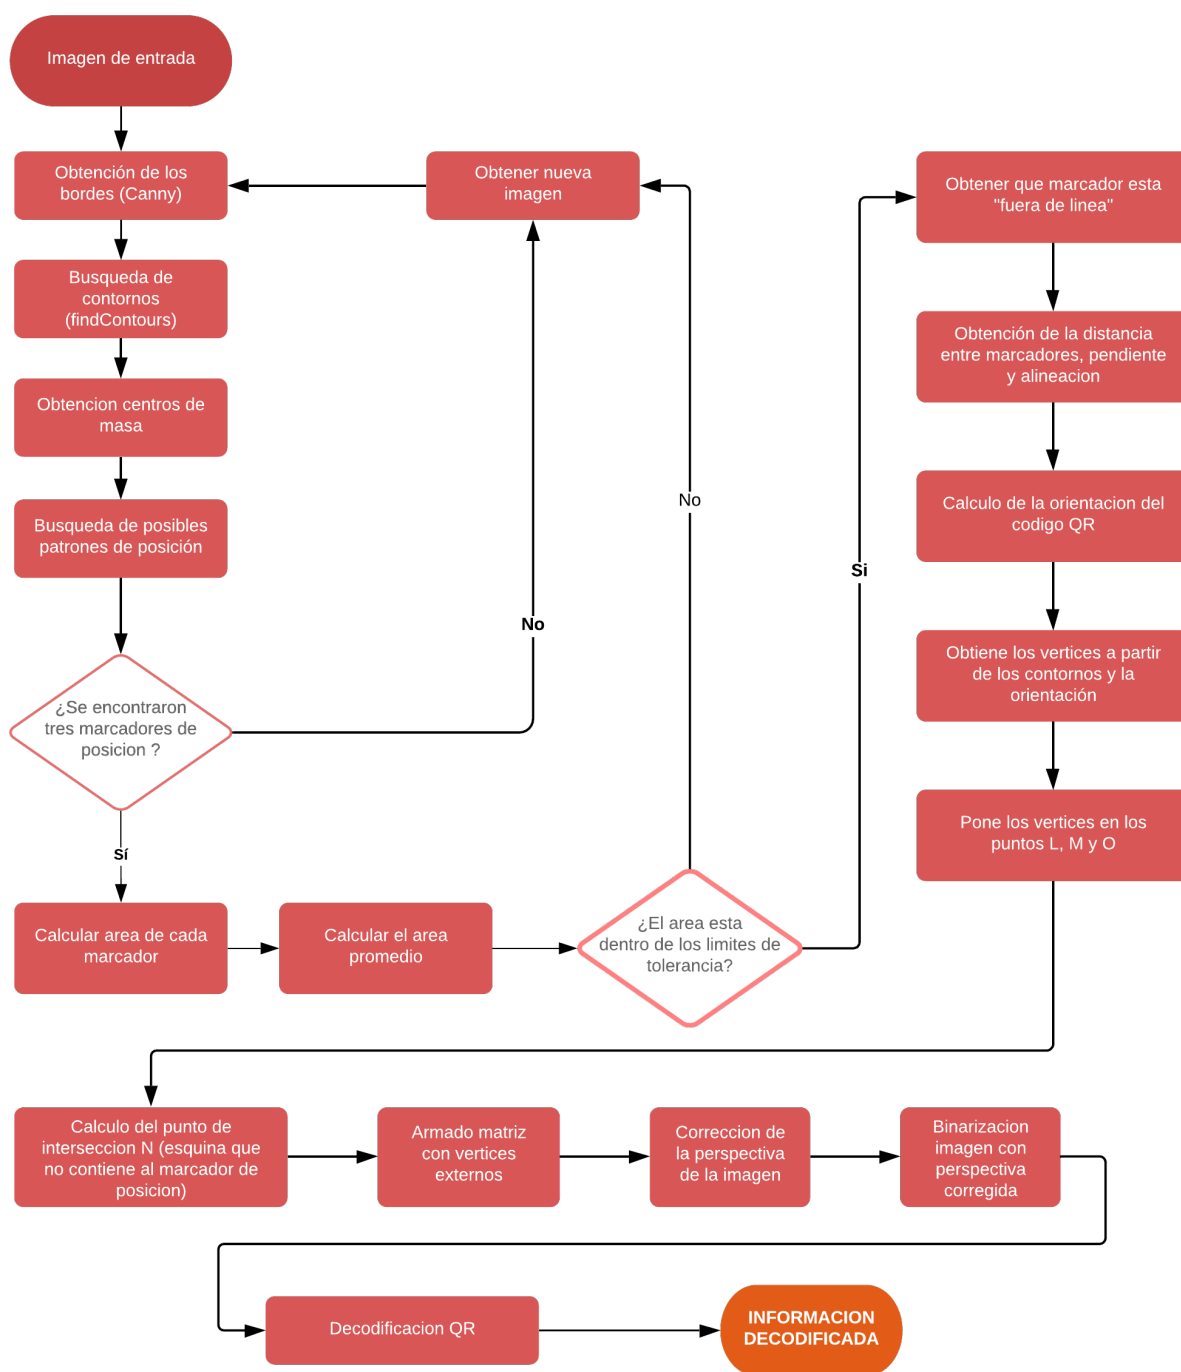 Imagen de entrada
Obtención de los
bordes (Canny)
Busqueda de
contornos
(findContours)
Obtencion centros de
masa
Busqueda de posibles
patrones de posición
¿Se encontraron
tres marcadores de
posicion ?
No
Sí
Obtener nueva
imagen
Calcular area de cada
marcador
Calcular el area
promedio
¿El area esta
dentro de los limites de
tolerancia?
No
Si
Obtener que marcador esta
"fuera de linea"
Obtención de la distancia
entre marcadores, pendiente
y alineacion
Calculo de la orientacion del
codigo QR
Obtiene los vertices a partir
de los contornos y la
orientación
Pone los vertices en los
puntos L, M y O
Calculo del punto de
interseccion N (esquina que
no contiene al marcador de
posicion)
Armado matriz
con vertices
externos
Correccion de
la perspectiva
de la imagen
Binarizacion
imagen con
perspectiva
corregida
Decodificacion QR
INFORMACION
DECODIFICADA